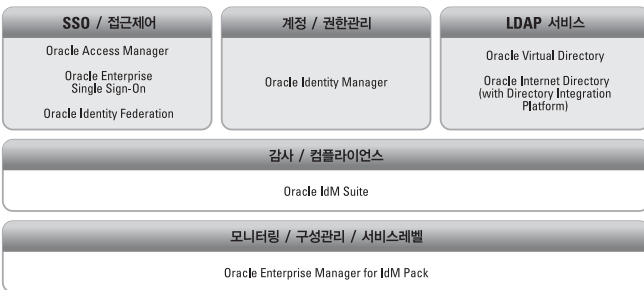 SSO / 접근제어
Oracle Access Manager
Oracle Enterprise
Single Sign-On
Oracle Identity Federation
계정 / 권한관리
Oracle Identity Manager
LDAP 서비스
Oracle Virtual Directory
Oracle Internet Directory
(with Directory Integration
Platform)
감사 / 컴플라이언스
Oracle IdM Suite
모니터링 / 구성관리 / 서비스레벨
Oracle Enterprise Manager for IdM Pack